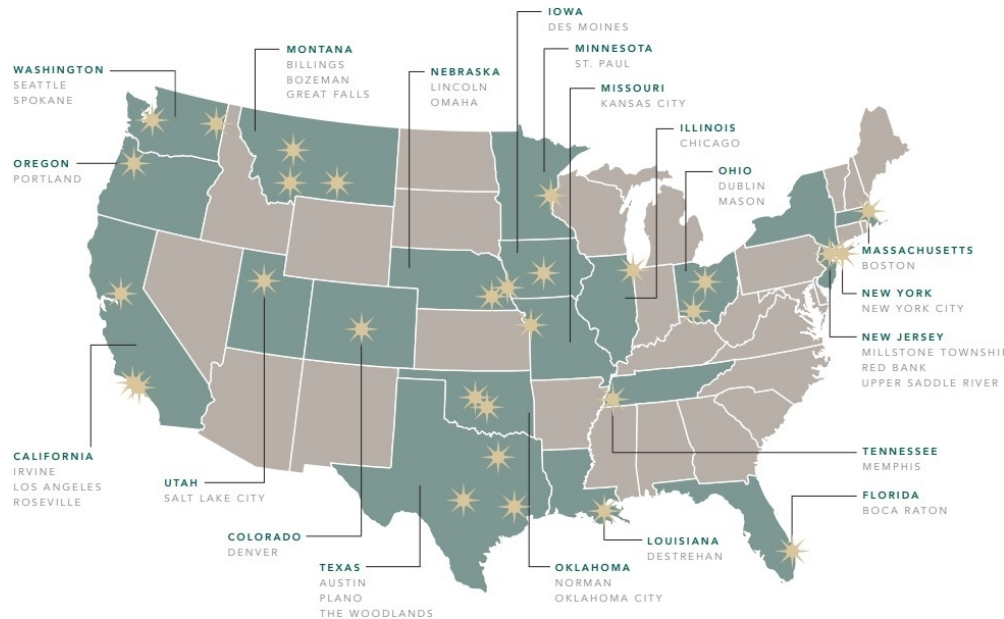 IOWA
DES MOINES
MONTANA
BILLINGS
BOZEMAN
GREAT FALLS
MINNESOTA
ST. PAUL
WASHINGTON
SEATTLE
SPOKANE
NEBRASKA
LINCOLN
OMAHA
MISSOURI
KANSAS CITY
ILLINOIS
CHICAGO
OREGON
PORTLAND
OHIO
DUBLIN
MASON
MASSACHUSETTS
BOSTON
NEW YORK
NEW YORK CITY
NEW JERSEY
MILLSTONE TOWNSHII
RED BANK
UPPER SADDLE RIVER
CALIFORNIA
IRVINE
LOS ANGELES
ROSEVILLE
UTAH
SALT LAKE CITY
COLORADO
DENVER
TEXAS
AUSTIN
PLANO
THE WOODLANDS
OKLAHOMA
NORMAN
OKLAHOMA CITY
LOUISIANA
DESTREHAN
TENNESSEE
MEMPHIS
FLORIDA
BOCA RATON